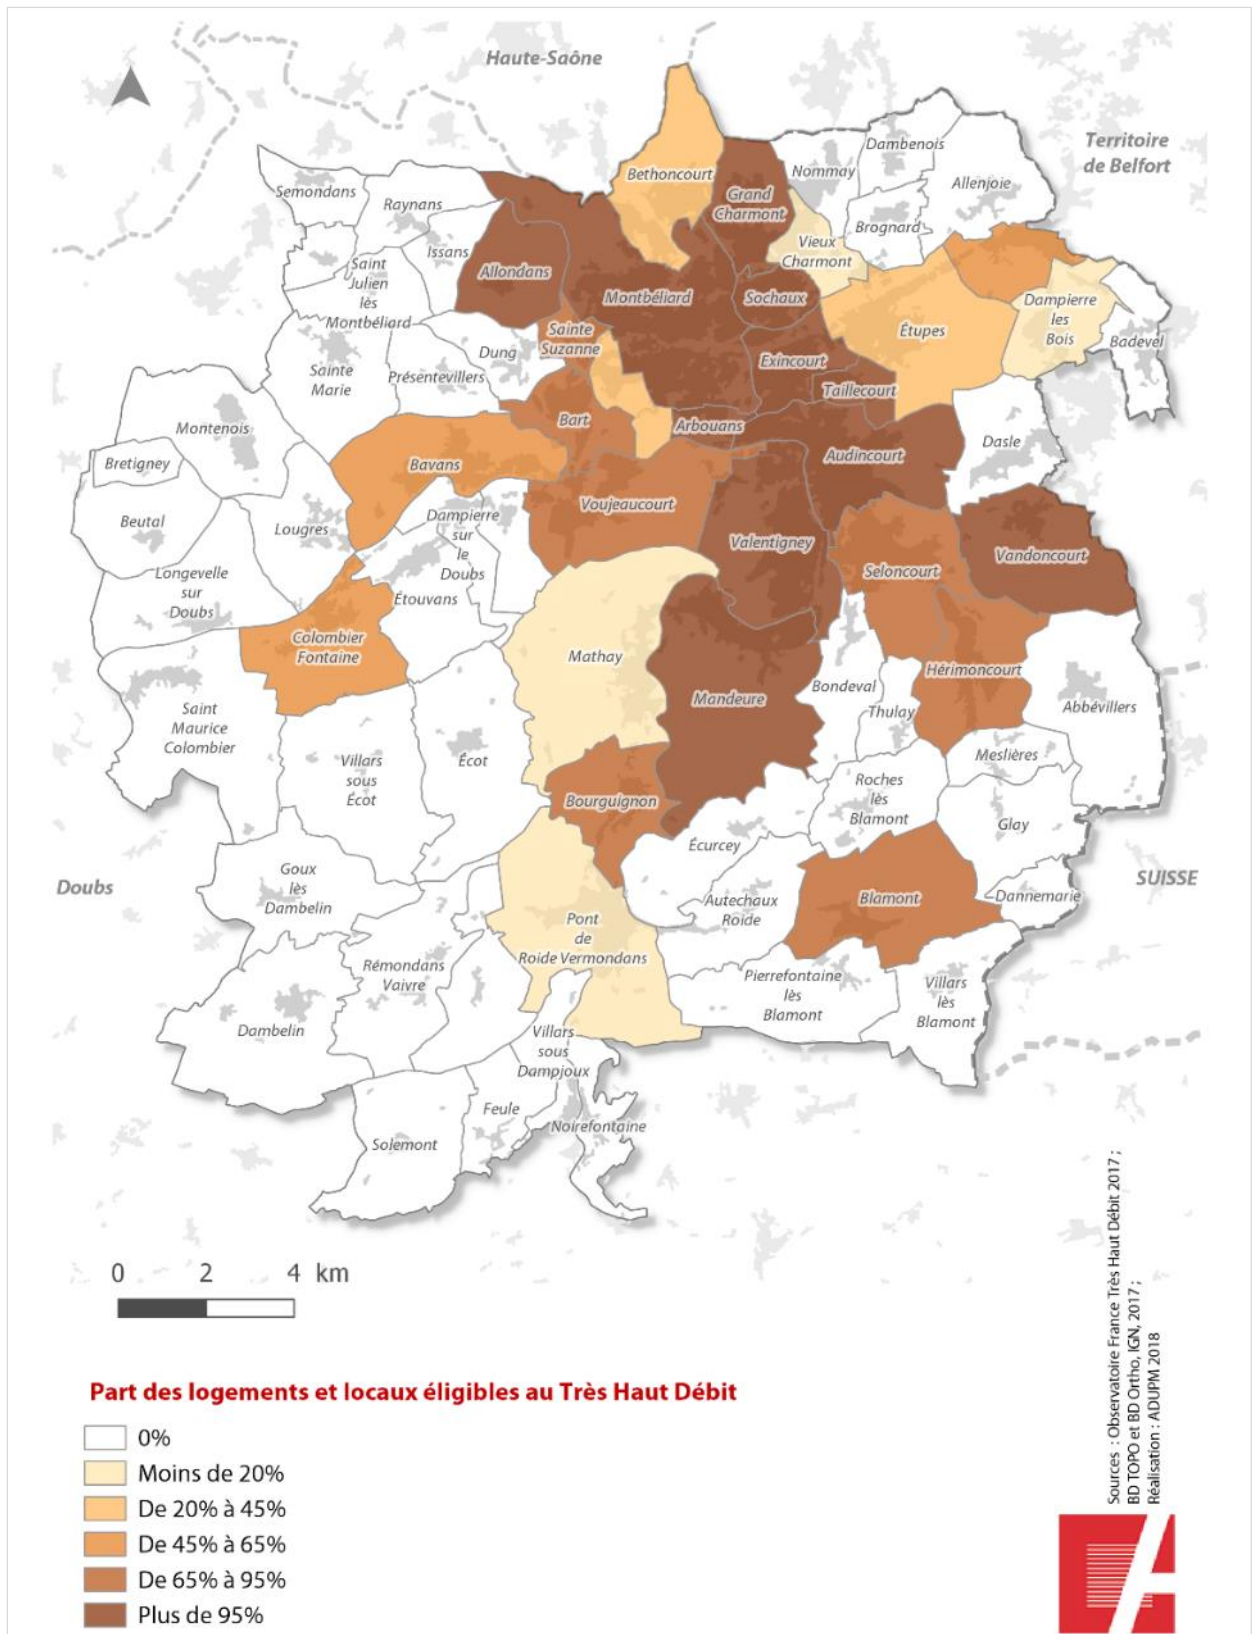 Haute-Saône
Territoire
de Belfort
Dambenois
Nommay
Bethoncourt
Allenjoie
Semondans
Grand
Charmont
Raynans
Brognard
Vieux
Charmont
Issans
Saint
Julien
lès
Montbéliard
Allondans
Montbéliard
Sochaux
Dampierre
les
Bois
Étupes
Badevel
Sainte
Suzanne
Dung
Exincourt
Sainte
Marie
Présentevillers
Taillecourt
Bart
Arbouans
Montenois
Dasle
Audincourt
Bretigney
Bavans
Voujeaucourt
Beutal
Lougres
Dampierre
sur
le
Doubs
Valentigney
Vandoncourt
Longevelle
sur
Doubs
Seloncourt
Étouvans
Colombier
Fontaine
Mathay
Hérimoncourt
Bondeval
Mandeure
Thulay
Abbévillers
Saint
Maurice
Colombier
Villars
sous
Écot
Écot
Meslières
Roches
lès
Blamont
Bourguignon
Glay
Écurcey
Doubs
Goux
lès
Dambelin
SUISSE
Autechaux
Roide
Blamont
Dannemarie
Pont
de
Roide Vermondans
Rémondans
Vaivre
Pierrefontaine
lès
Blamont
Villars
lès
Blamont
Dambelin
Villars
sous
Dampjoux
Feule
Noirefontaine
Solemont
0 2 4 km
Part des logements et locaux éligibles au Très Haut Débit
0%
Moins de 20%
De 20% à 45%
De 45% à 65%
De 65% à 95%
Plus de 95%
Sources : Observatoire France Très Haut Débit 2017 ;
BD TOPO et BD Ortho, IGN, 2017 ;
Réalisation : ADUPM 2018